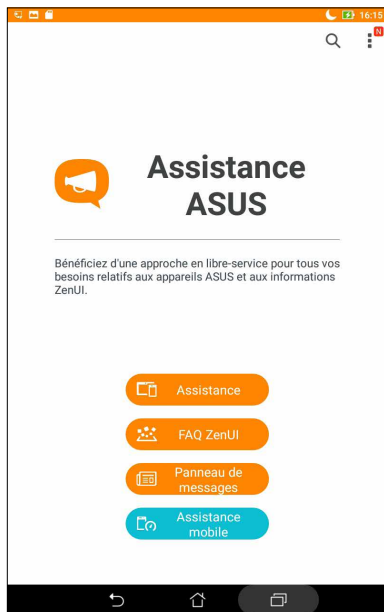 16:15
N
Assistance
ASUS
Bénéficiez d'une approche en libre-service pour tous vos
besoins relatifs aux appareils ASUS et aux informations
ZenUI.
Assistance
FAQ ZenUI
Panneau de
messages
Assistance
mobile